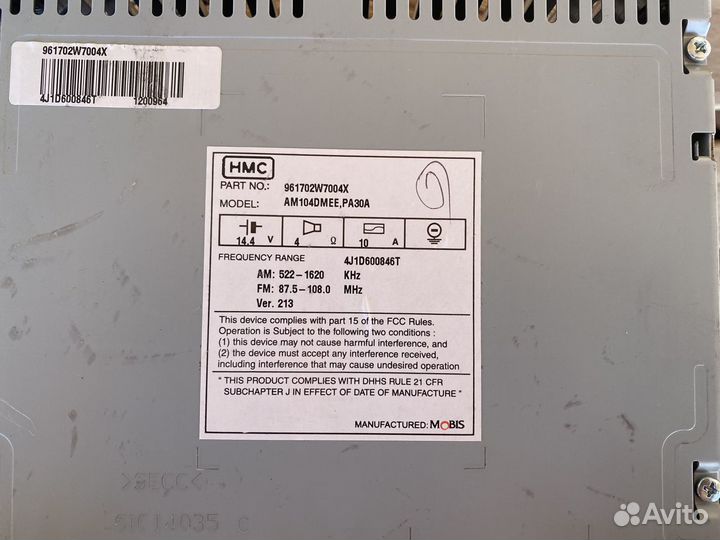 961702W7004X
4J1D600846T 1200964
HMC
PART NO.: 961702W7004X
MODEL: AM104DMEE,PA30A
14.4 V 4 Ω 10 A
FREQUENCY RANGE 4J1D600846T
AM: 522-1620 KHz
FM: 87.5-108.0 MHz
Ver. 213
This device complies with part 15 of the FCC Rules.
Operation is Subject to the following two conditions:
(1) this device may not cause harmful interference, and
(2) the device must accept any interference received,
including interference that may cause undesired operation
" THIS PRODUCT COMPLIES WITH DHHS RULE 21 CFR
SUBCHAPTER J IN EFFECT OF DATE OF MANUFACTURE "
MANUFACTURED: MOBIS
>SECC<
Avito